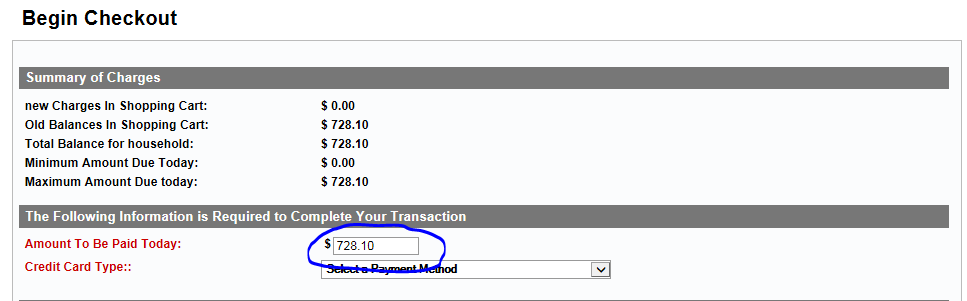 Begin Checkout
Summary of Charges
new Charges In Shopping Cart: $ 0.00
Old Balances In Shopping Cart: $ 728.10
Total Balance for household: $ 728.10
Minimum Amount Due Today: $ 0.00
Maximum Amount Due today: $ 728.10
The Following Information is Required to Complete Your Transaction
Amount To Be Paid Today: $ 728.10
Credit Card Type:: Select a Payment Method